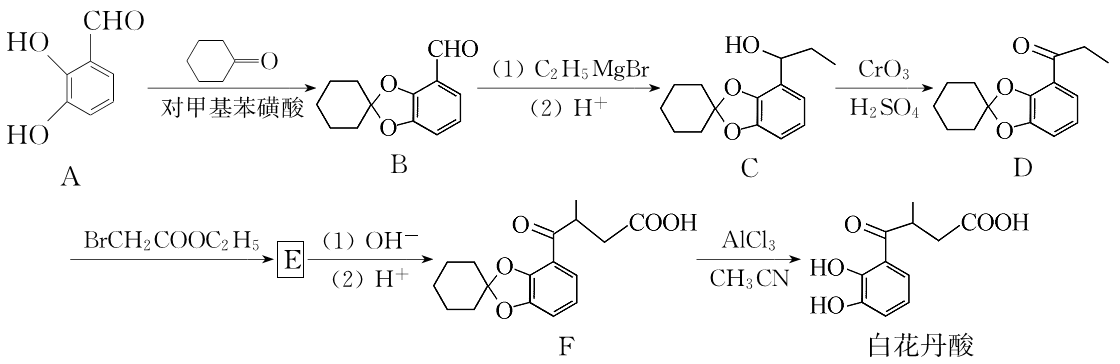 CHO
HO
HO
A
O
对甲基苯磺酸
CHO
O
O
B
(1) C₂H₅MgBr
(2) H⁺
HO
O
O
C
CrO₃
H₂SO₄
O
O
O
D
BrCH₂COOC₂H₅
E
(1) OH⁻
(2) H⁺
O
COOH
O
O
F
AlCl₃
CH₃CN
O
COOH
HO
HO
白花丹酸